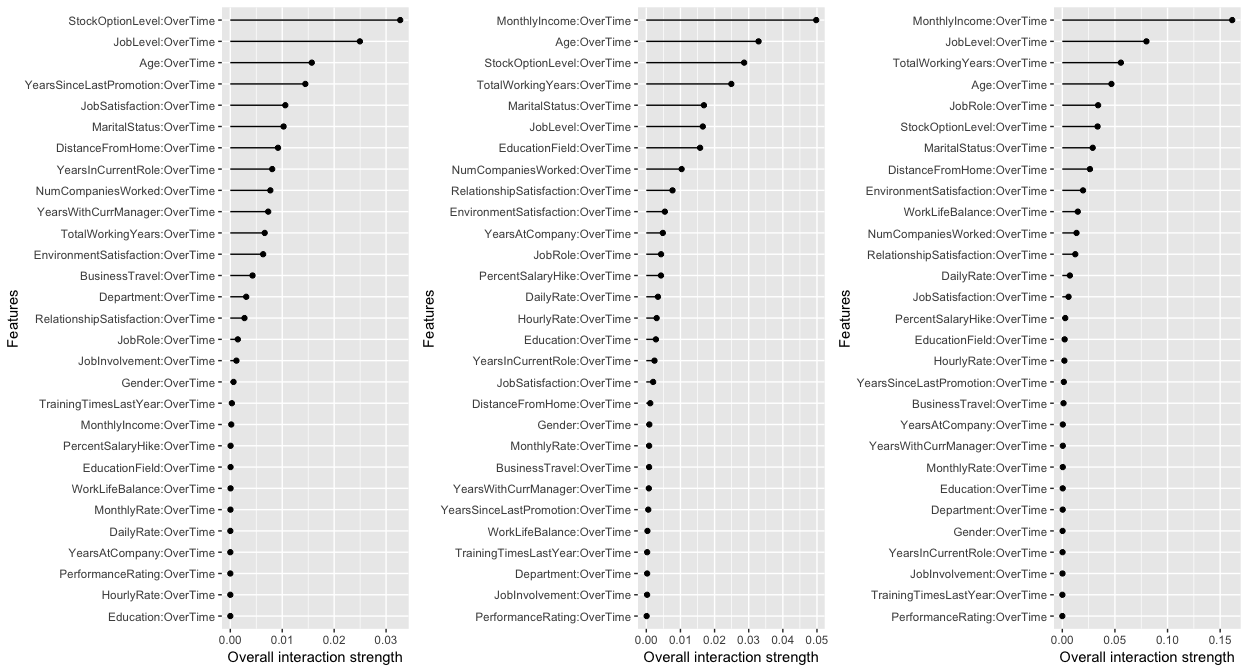 Features
StockOptionLevel:OverTime
JobLevel:OverTime
Age:OverTime
YearsSinceLastPromotion:OverTime
JobSatisfaction:OverTime
MaritalStatus:OverTime
DistanceFromHome:OverTime
YearsInCurrentRole:OverTime
NumCompaniesWorked:OverTime
YearsWithCurrManager:OverTime
TotalWorkingYears:OverTime
EnvironmentSatisfaction:OverTime
BusinessTravel:OverTime
Department:OverTime
RelationshipSatisfaction:OverTime
JobRole:OverTime
JobInvolvement:OverTime
Gender:OverTime
TrainingTimesLastYear:OverTime
MonthlyIncome:OverTime
PercentSalaryHike:OverTime
EducationField:OverTime
WorkLifeBalance:OverTime
MonthlyRate:OverTime
DailyRate:OverTime
YearsAtCompany:OverTime
PerformanceRating:OverTime
HourlyRate:OverTime
Education:OverTime
0.00 0.01 0.02 0.03
Overall interaction strength
Features
MonthlyIncome:OverTime
Age:OverTime
StockOptionLevel:OverTime
TotalWorkingYears:OverTime
MaritalStatus:OverTime
JobLevel:OverTime
EducationField:OverTime
NumCompaniesWorked:OverTime
RelationshipSatisfaction:OverTime
EnvironmentSatisfaction:OverTime
YearsAtCompany:OverTime
JobRole:OverTime
PercentSalaryHike:OverTime
DailyRate:OverTime
HourlyRate:OverTime
Education:OverTime
YearsInCurrentRole:OverTime
JobSatisfaction:OverTime
DistanceFromHome:OverTime
Gender:OverTime
MonthlyRate:OverTime
BusinessTravel:OverTime
YearsWithCurrManager:OverTime
YearsSinceLastPromotion:OverTime
WorkLifeBalance:OverTime
TrainingTimesLastYear:OverTime
Department:OverTime
JobInvolvement:OverTime
PerformanceRating:OverTime
0.00 0.01 0.02 0.03 0.04 0.05
Overall interaction strength
Features
MonthlyIncome:OverTime
JobLevel:OverTime
TotalWorkingYears:OverTime
Age:OverTime
JobRole:OverTime
StockOptionLevel:OverTime
MaritalStatus:OverTime
DistanceFromHome:OverTime
EnvironmentSatisfaction:OverTime
WorkLifeBalance:OverTime
NumCompaniesWorked:OverTime
RelationshipSatisfaction:OverTime
DailyRate:OverTime
JobSatisfaction:OverTime
PercentSalaryHike:OverTime
EducationField:OverTime
HourlyRate:OverTime
YearsSinceLastPromotion:OverTime
BusinessTravel:OverTime
YearsAtCompany:OverTime
YearsWithCurrManager:OverTime
MonthlyRate:OverTime
Education:OverTime
Department:OverTime
Gender:OverTime
YearsInCurrentRole:OverTime
JobInvolvement:OverTime
TrainingTimesLastYear:OverTime
PerformanceRating:OverTime
0.00 0.05 0.10 0.15
Overall interaction strength